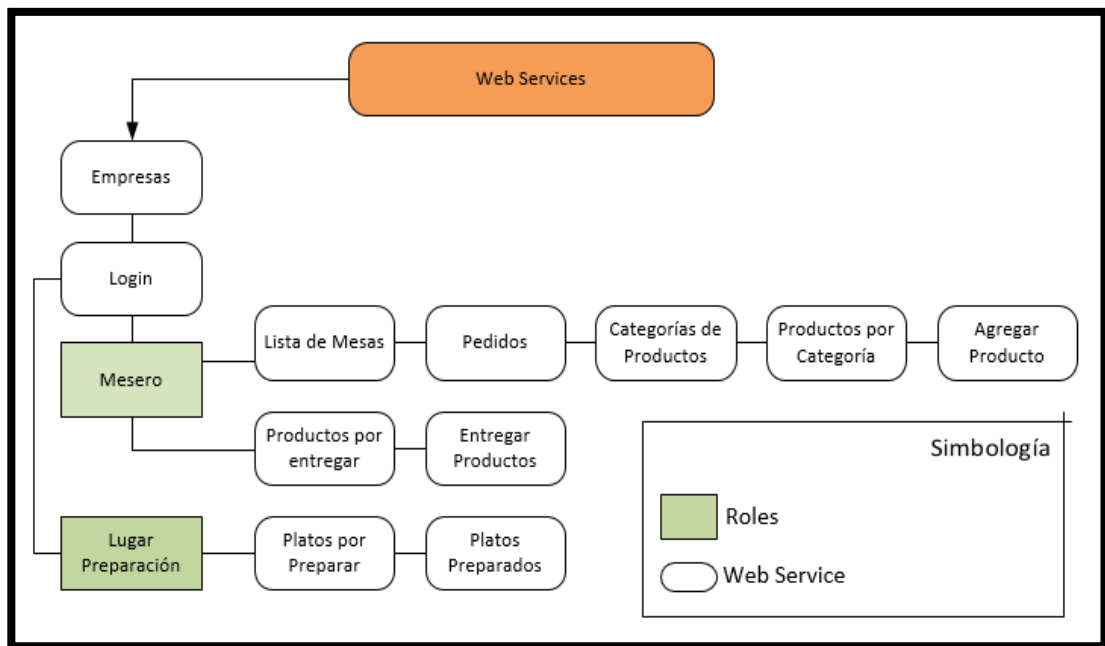 Web Services
Empresas
Login
Mesero
Lista de Mesas
Pedidos
Categorías de
Productos
Productos por
Categoría
Agregar
Producto
Productos por
entregar
Entregar
Productos
Lugar
Preparación
Platos por
Preparar
Platos
Preparados
Simbología
Roles
Web Service